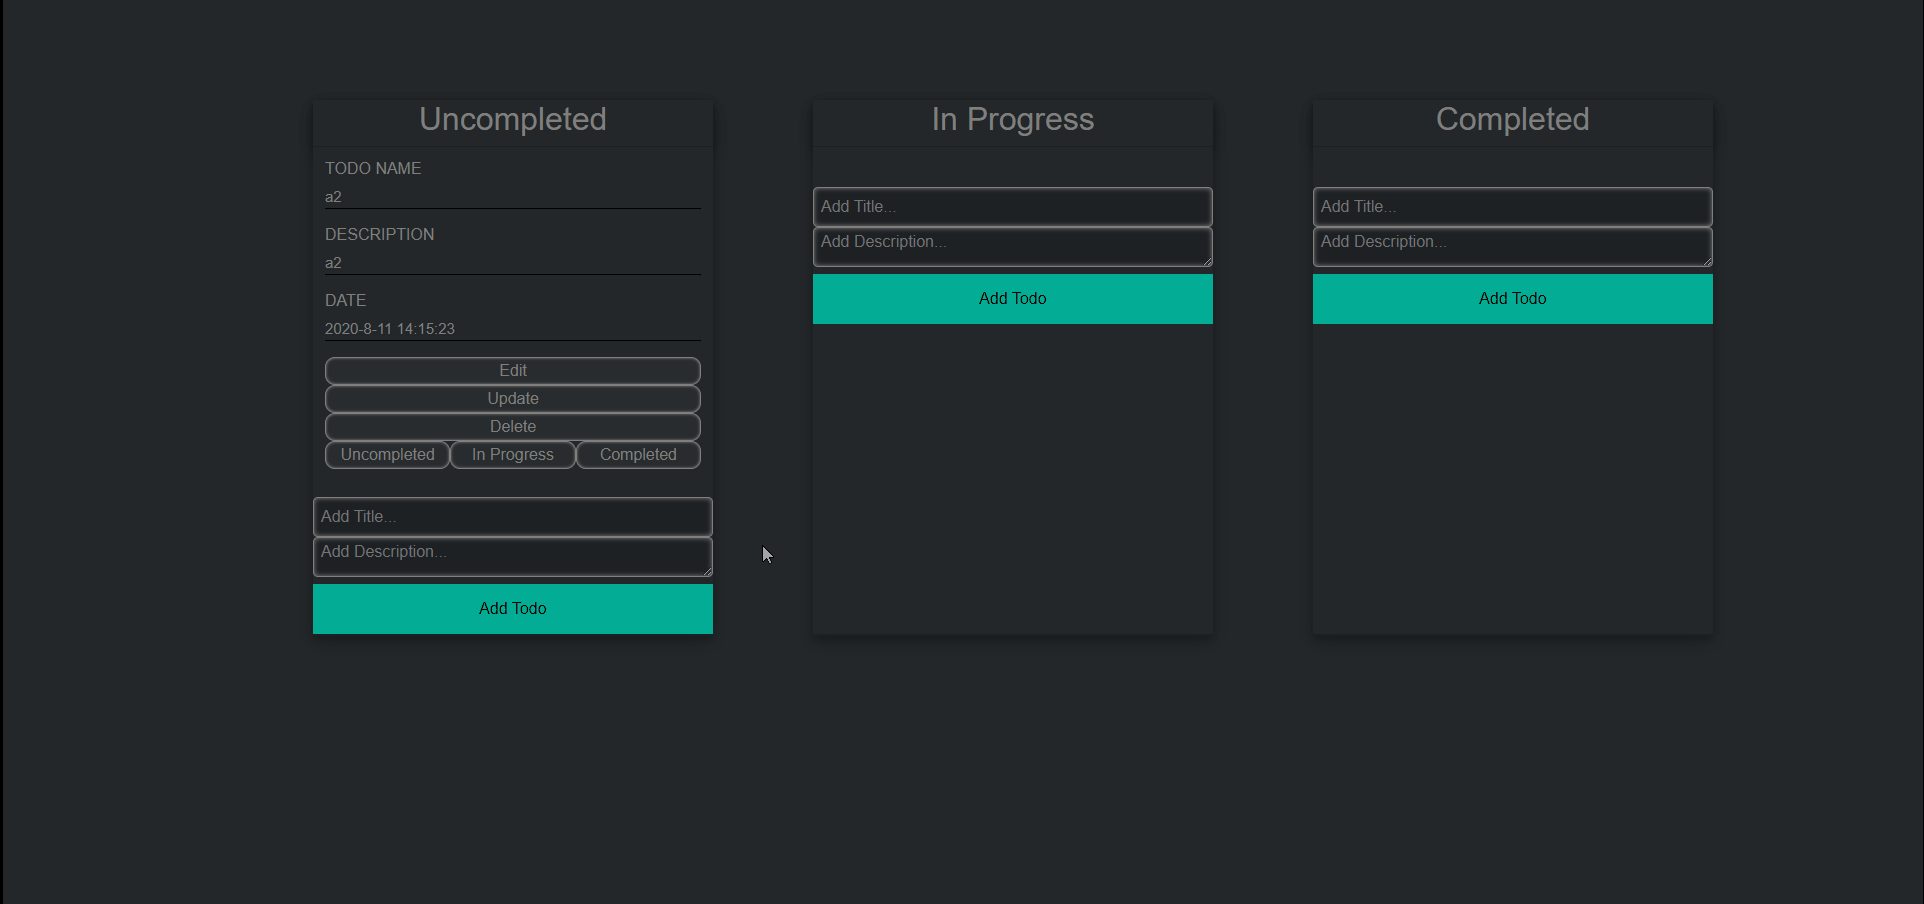 Uncompleted
TODO NAME
a2
DESCRIPTION
a2
DATE
2020-8-11 14:15:23
Edit
Update
Delete
Uncompleted In Progress Completed
Add Title...
Add Description...
Add Todo
In Progress
Add Title...
Add Description...
Add Todo
Completed
Add Title...
Add Description...
Add Todo